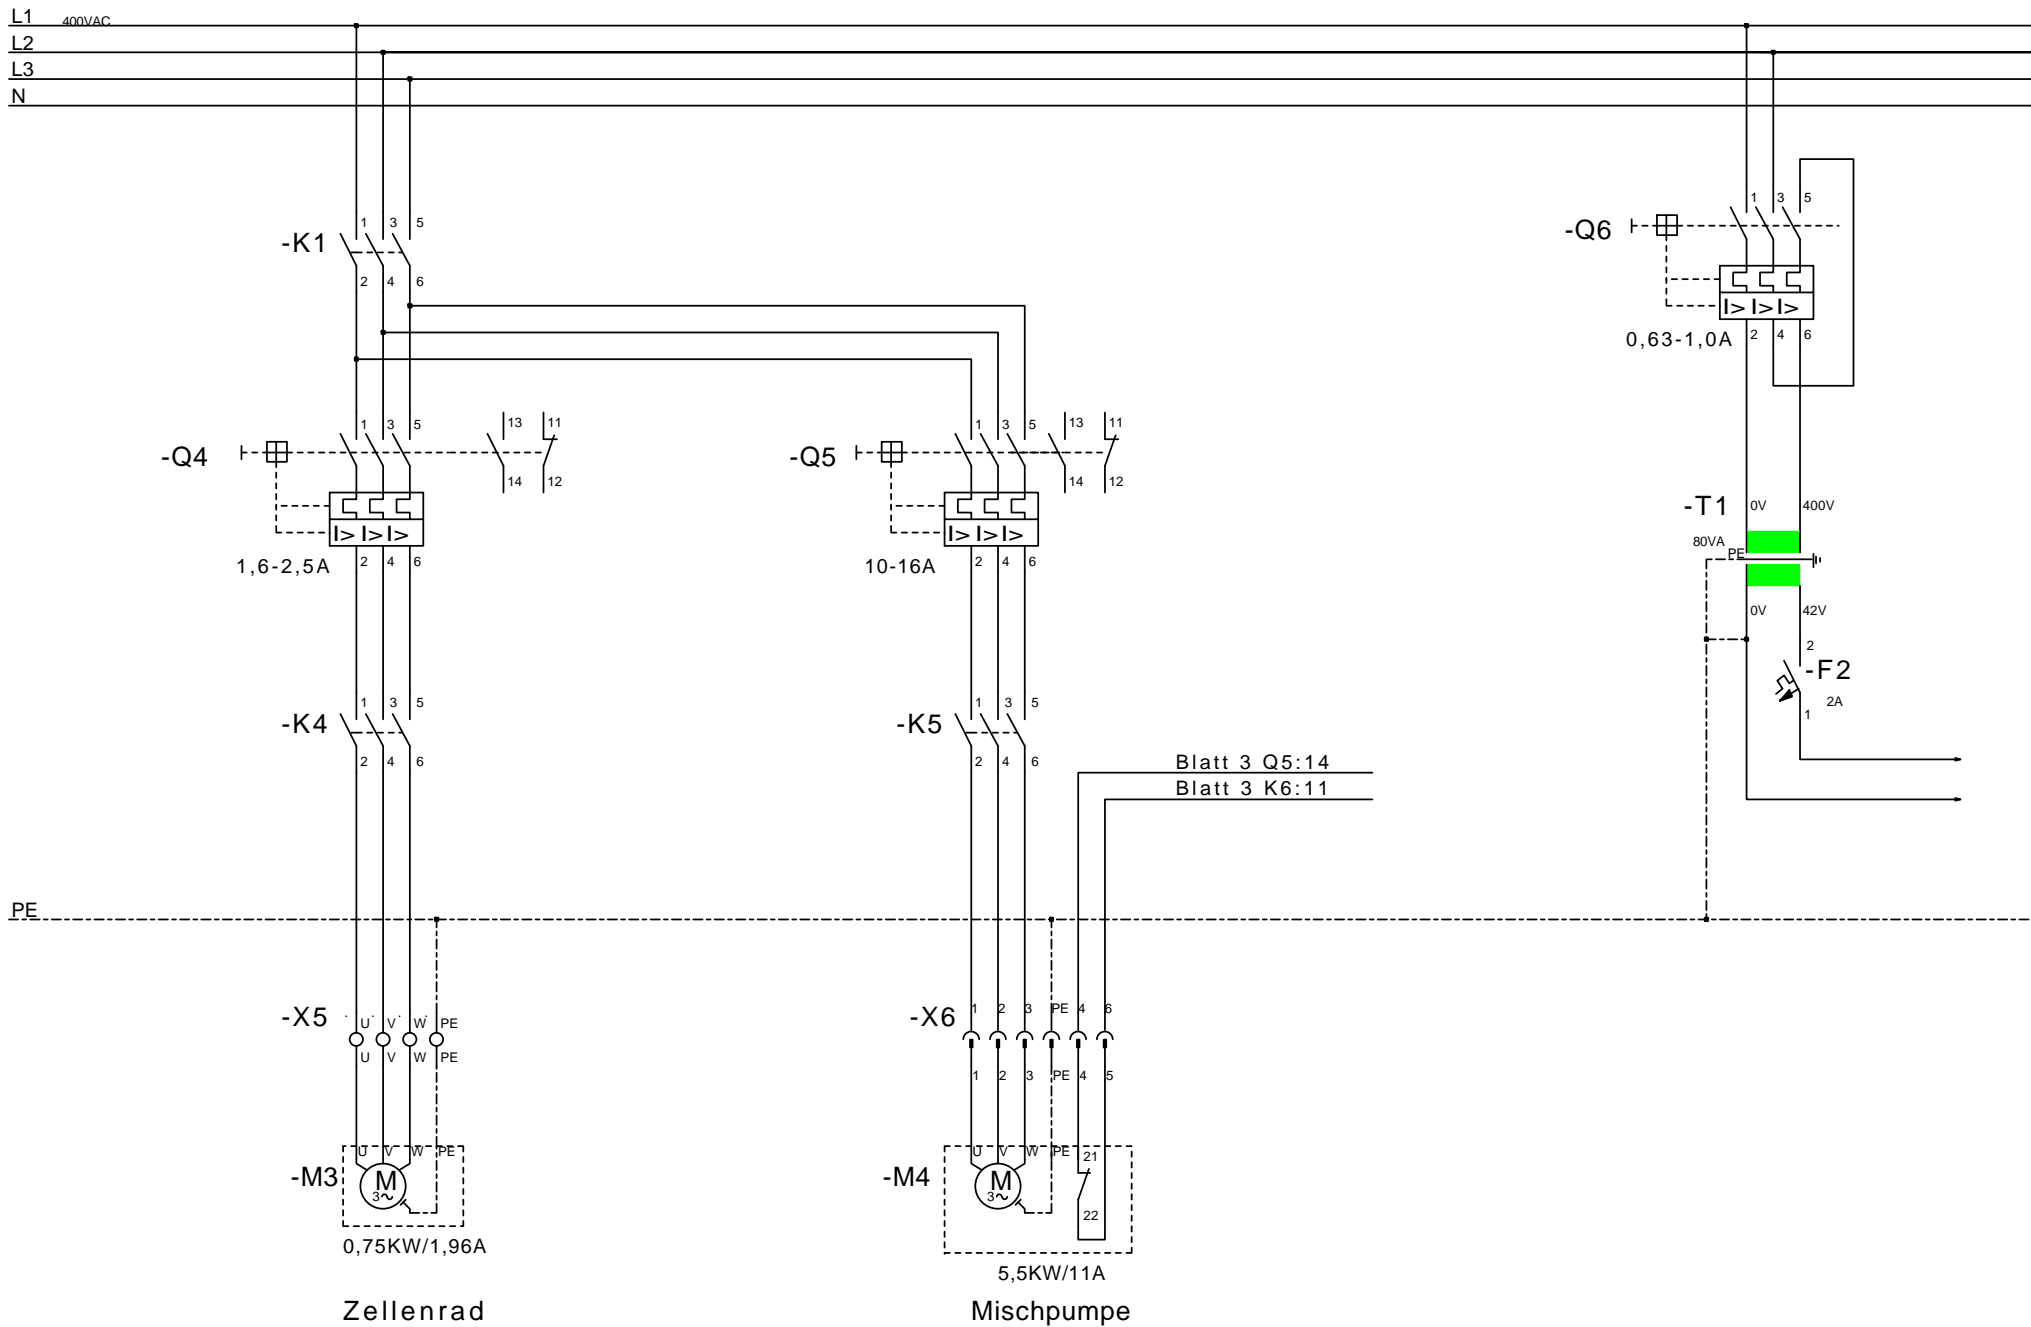 L1 400VAC
L2
L3
N
-K1 1 3 5
2 4 6
-Q6 1 3 5
I> I> I>
0,63-1,0A 2 4 6
-Q4 1 3 5 13 11
14 12
I> I> I>
1,6-2,5A 2 4 6
-Q5 1 3 5 13 11
14 12
I> I> I>
10-16A 2 4 6
-T1 0V 400V
80VA
PE
0V 42V
2
-F2
2A
1
-K4 1 3 5
2 4 6
-K5 1 3 5
2 4 6
Blatt 3 Q5:14
Blatt 3 K6:11
PE
-X5 U V W PE
U V W PE
-X6 1 2 3 PE 4 6
1 2 3 PE 4 5
U V W PE
-M3 M
3~
0,75KW/1,96A
Zellenrad
U V W PE 21
-M4 M
3~
22
5,5KW/11A
Mischpumpe